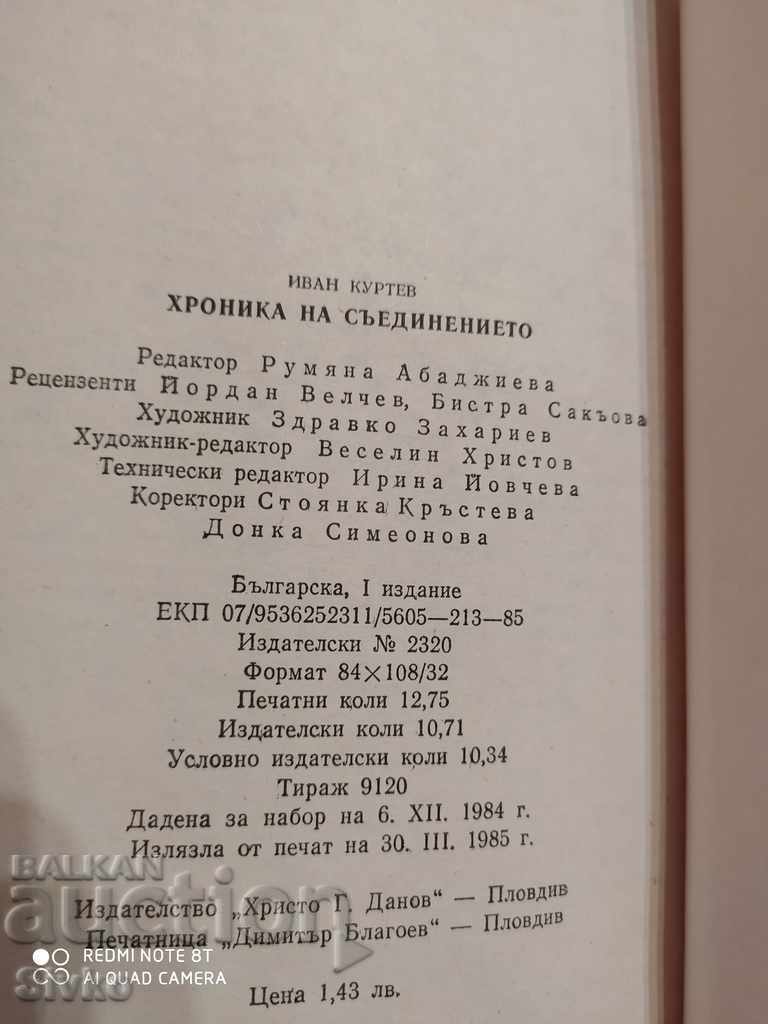 ИВАН КУРТЕВ
ХРОНИКА НА СЪЕДИНЕНИЕТО
Редактор Румяна Абаджиева
Рецензенти Йордан Велчев, Бистра Сакъова
Художник Здравко Захариев
Художник-редактор Веселин Христов
Технически редактор Ирина Йовчева
Коректори Стоянка Кръстева
Донка Симеонова
Българска, I издание
ЕКП 07/9536252311/5605—213—85
Издателски № 2320
Формат 84×108/32
Печатни коли 12,75
Издателски коли 10,71
Условно издателски коли 10,34
Тираж 9120
Дадена за набор на 6. XII. 1984 г.
Излязла от печат на 30. III. 1985 г.
Издателство „Христо Г. Данов“ — Пловдив
Печатница „Димитър Благоев“ — Пловдив
Цена 1,43 лв.
BALKAN
auction
REDMI NOTE 8T
AI QUAD CAMERA
Sivko